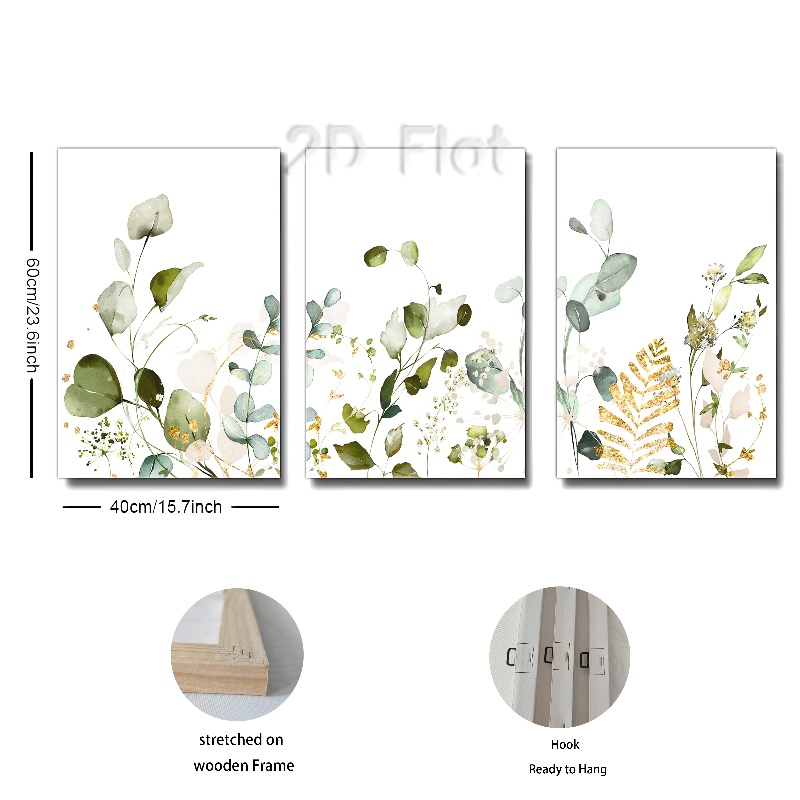 2D Flat
60cm/23.6inch
40cm/15.7inch
stretched on
wooden Frame
Hook
Ready to Hang